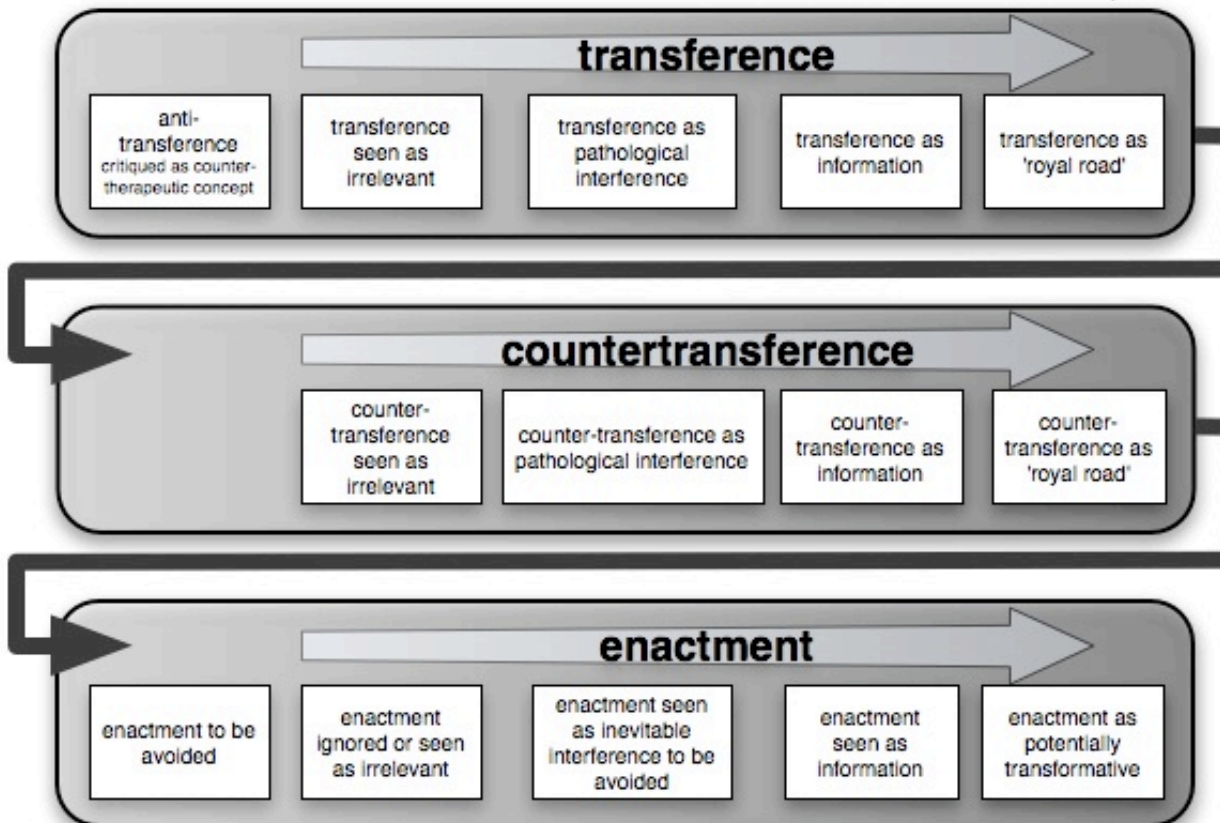 transference
anti-
transference
critiqued as counter-
therapeutic concept
transference
seen as
irrelevant
transference as
pathological
interference
transference as
information
transference as
'royal road'
countertransference
counter-
transference
seen as
irrelevant
counter-transference as
pathological interference
counter-
transference as
information
counter-
transference as
'royal road'
enactment
enactment to be
avoided
enactment
ignored or seen
as irrelevant
enactment seen
as inevitable
interference to be
avoided
enactment
seen as
information
enactment as
potentially
transformative